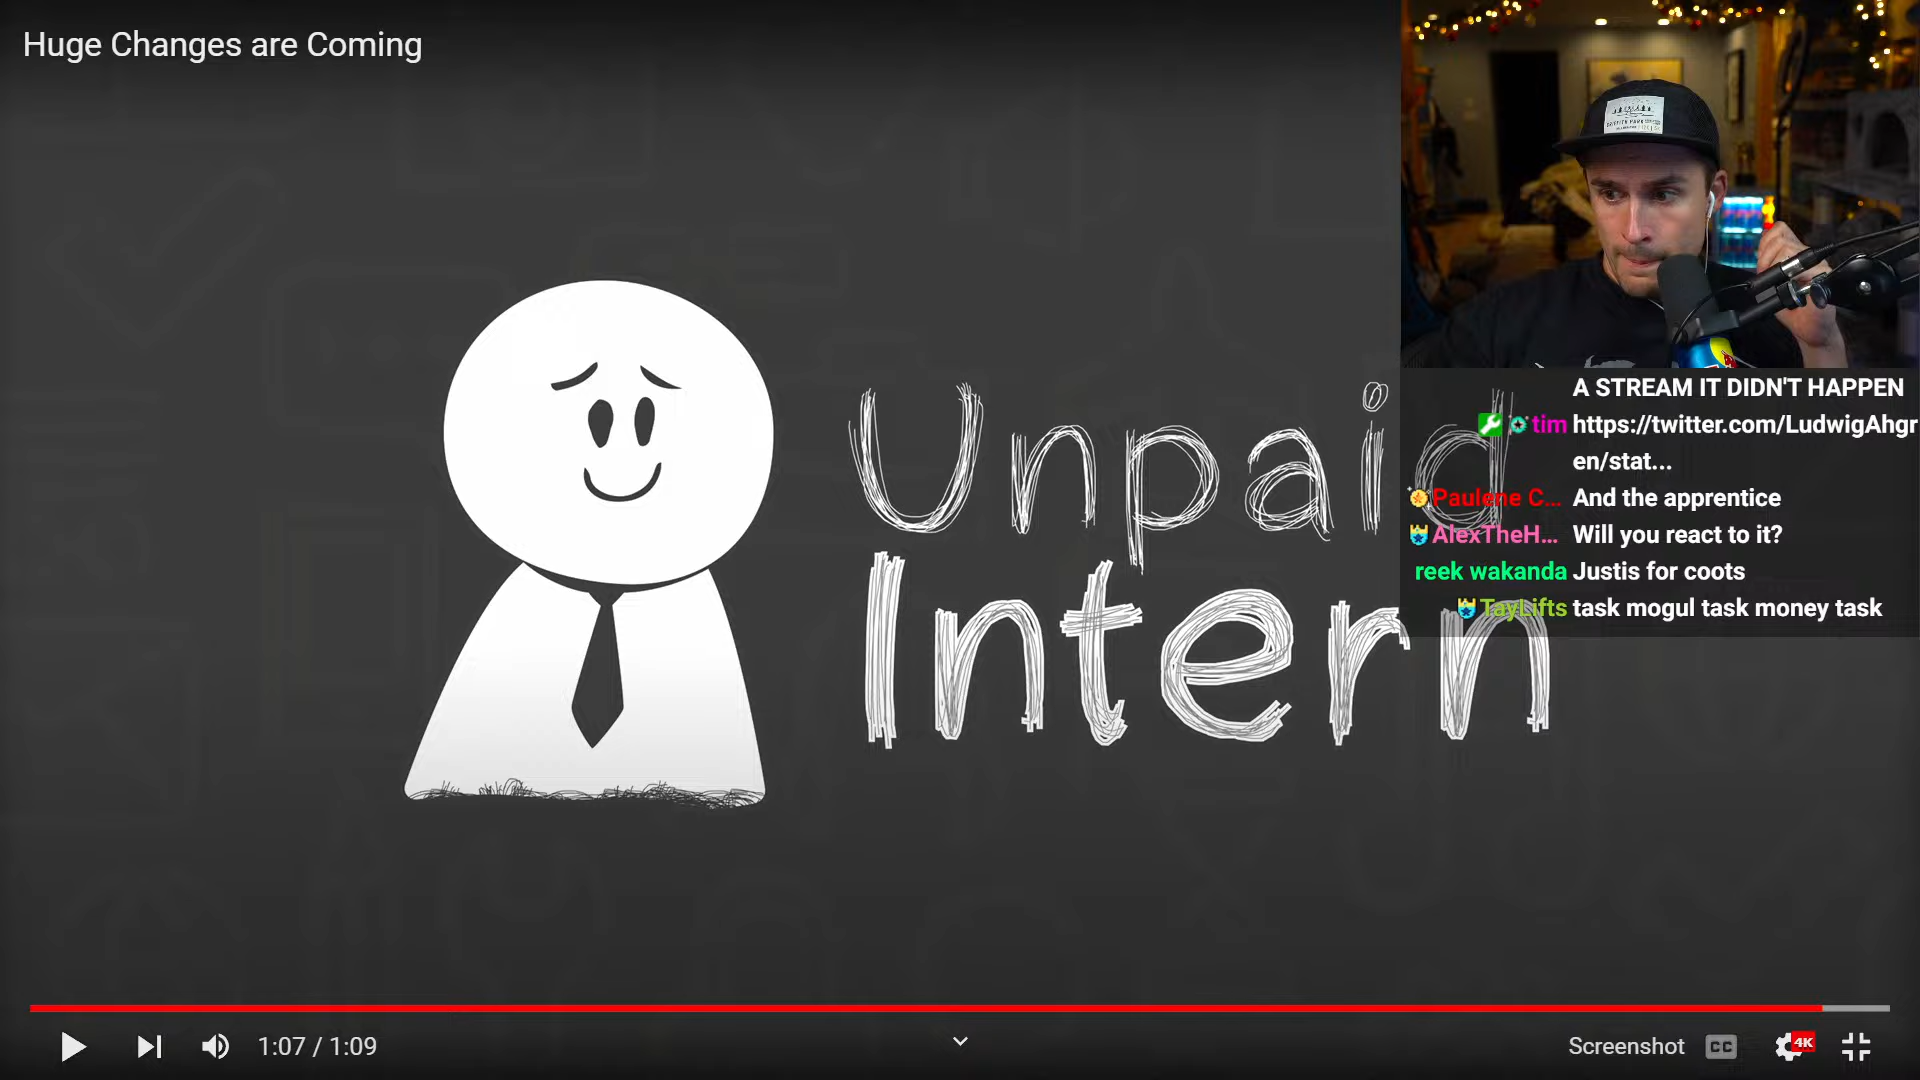 Huge Changes are Coming
Unpaid
Intern
A STREAM IT DIDN'T HAPPEN
tim https://twitter.com/LudwigAhgr
en/stat...
Paulene C... And the apprentice
AlexTheH... Will you react to it?
reek wakanda Justis for coots
TayLifts task mogul task money task
1:07 / 1:09
Screenshot
CC
4K